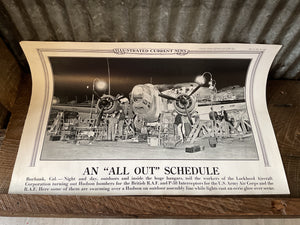 ILLUSTRATED CURRENT NEWS
AN "ALL OUT" SCHEDULE
Burbank, Cal. — Night and day, outdoors and inside the huge hangars, toil the workers of the Lockheed Aircraft
Corporation turning out Hudson bombers for the British R.A.F. and P-38 Interceptors for the U.S. Army Air Corps and the
R.A.F. Here some of them are swarming over a Hudson on outdoor assembly line while lights cast an eerie glow over scene.